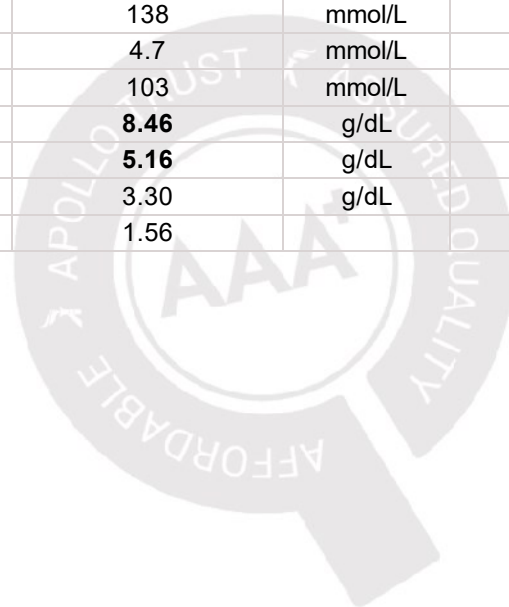 138 mmol/L
4.7 mmol/L
103 mmol/L
8.46 g/dL
5.16 g/dL
3.30 g/dL
1.56
APOLLO TRUST ASSURED QUALITY AFFORDABLE
AAA+